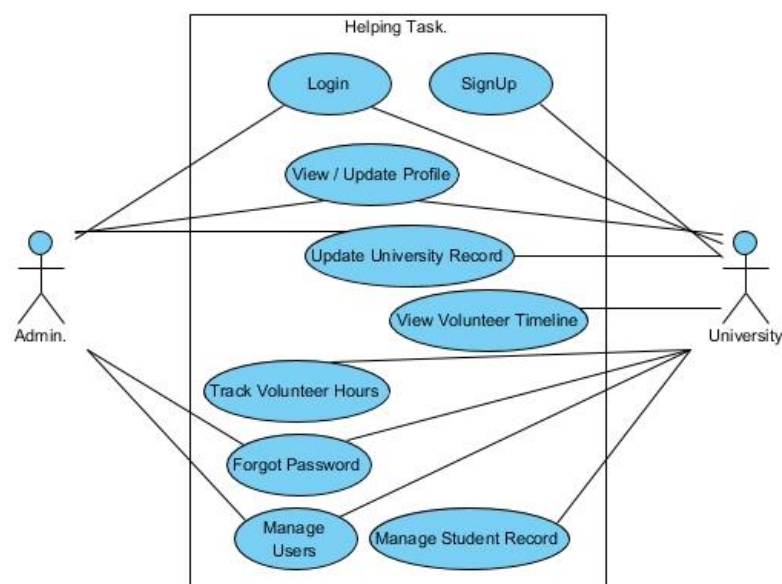 Helping Task.
Login
SignUp
View / Update Profile
Update University Record
View Volunteer Timeline
Admin.
University
Track Volunteer Hours
Forgot Password
Manage
Users
Manage Student Record